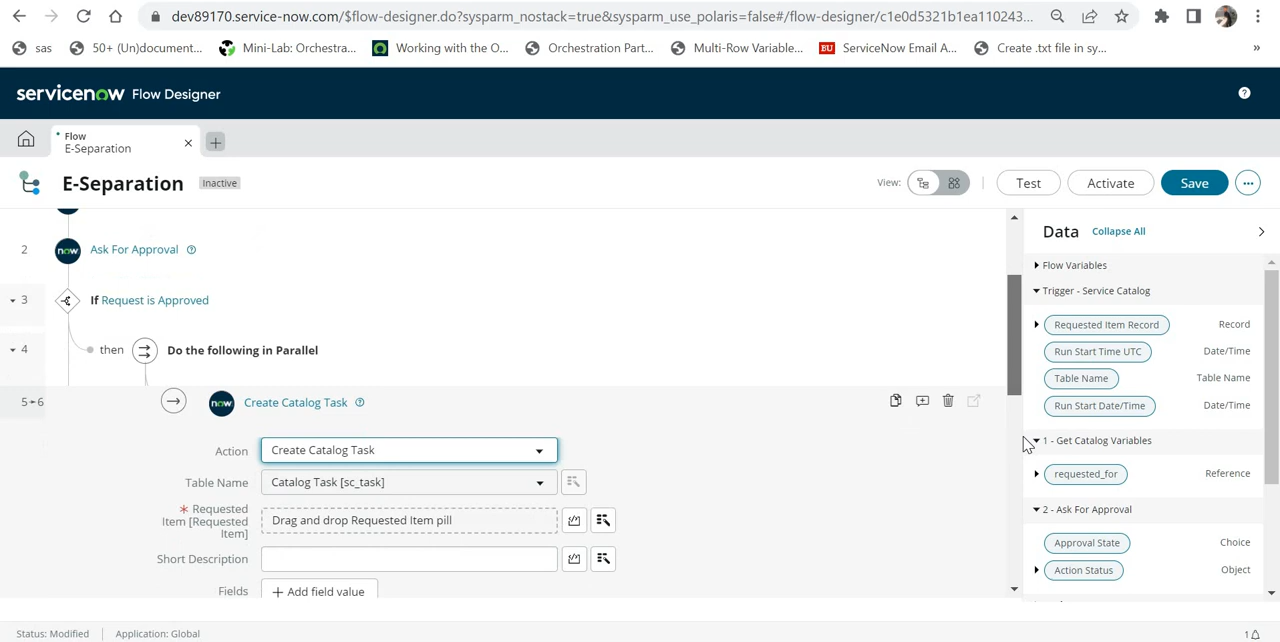 dev89170.service-now.com/$flow-designer.do?sysparm_nostack=true&sysparm_use_polaris=false#/flow-designer/c1e0d5321b1ea110243...
sas
50+ (Un)document...
Mini-Lab: Orchestra...
Working with the O...
Orchestration Part...
Multi-Row Variable...
BU ServiceNow Email A...
Create .txt file in sy...
»
servicenow Flow Designer
Flow
E-Separation
E-Separation Inactive
View:
Test
Activate
Save
Data Collapse All
Flow Variables
Trigger - Service Catalog
Requested Item Record Record
Run Start Time UTC Date/Time
Table Name Table Name
Run Start Date/Time Date/Time
1 - Get Catalog Variables
requested_for Reference
2 - Ask For Approval
Approval State Choice
Action Status Object
2 now Ask For Approval
3 If Request is Approved
4 then Do the following in Parallel
5 6 now Create Catalog Task
Action Create Catalog Task
Table Name Catalog Task [sc_task]
* Requested Item [Requested Item] Drag and drop Requested Item pill
Short Description
Fields + Add field value
Status: Modified Application: Global
1